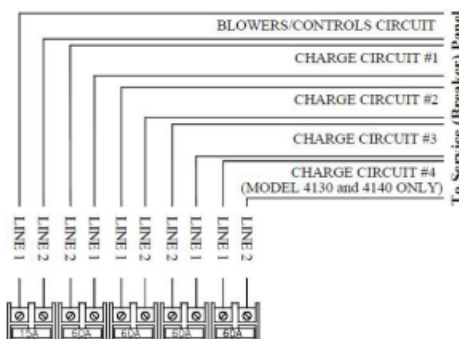 BLOWERS/CONTROLS CIRCUIT
CHARGE CIRCUIT #1
CHARGE CIRCUIT #2
CHARGE CIRCUIT #3
CHARGE CIRCUIT #4
(MODEL 4130 and 4140 ONLY)
To Service (Breaker) Panel
LINE 1
LINE 2
LINE 2
LINE 1
LINE 1
LINE 2
LINE 2
LINE 1
LINE 1
LINE 2
15A
60A
60A
60A
60A